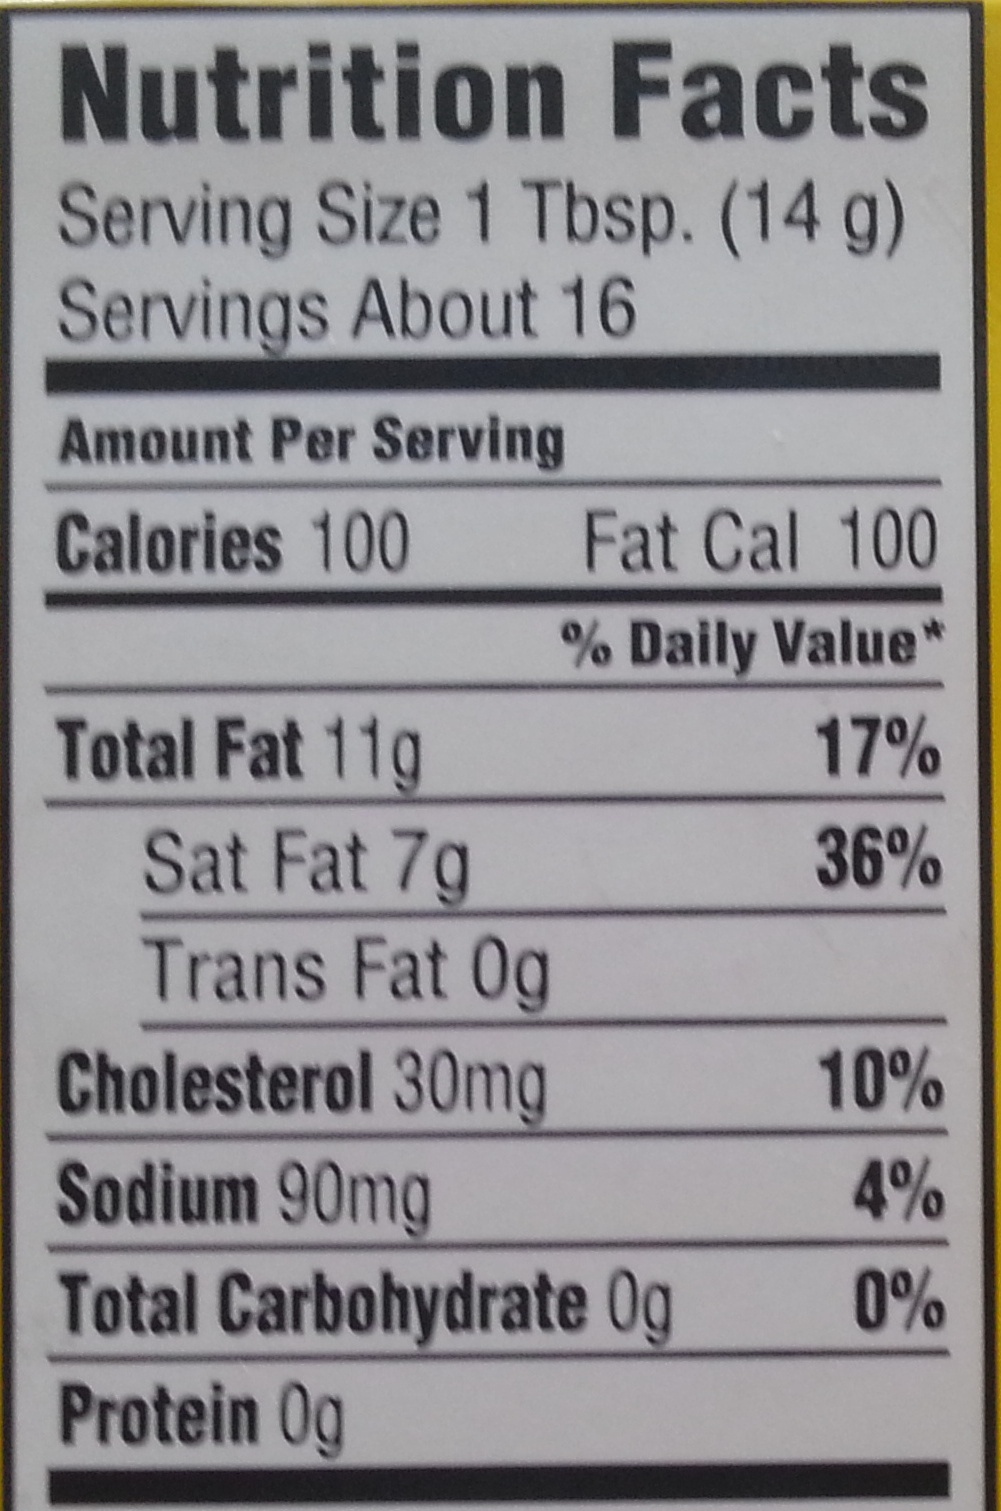 Nutrition Facts
Serving Size 1 Tbsp. (14 g)
Servings About 16
Amount Per Serving
Calories 100 Fat Cal 100
% Daily Value*
Total Fat 11g 17%
Sat Fat 7g 36%
Trans Fat 0g
Cholesterol 30mg 10%
Sodium 90mg 4%
Total Carbohydrate 0g 0%
Protein 0g